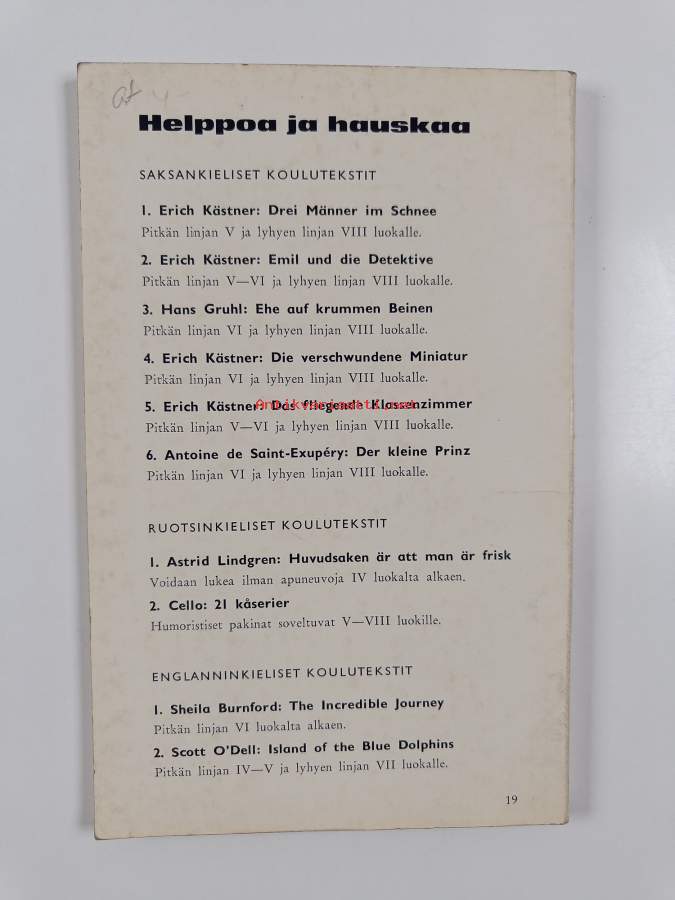 Helppoa ja hauskaa
SAKSANKIELISET KOULUTEKSTIT
1. Erich Kästner: Drei Männer im Schnee
Pitkän linjan V ja lyhyen linjan VIII luokalle.
2. Erich Kästner: Emil und die Detektive
Pitkän linjan V—VI ja lyhyen linjan VIII luokalle.
3. Hans Gruhl: Ehe auf krummen Beinen
Pitkän linjan VI ja lyhyen linjan VIII luokalle.
4. Erich Kästner: Die verschwundene Miniatur
Pitkän linjan VI ja lyhyen linjan VIII luokalle.
5. Erich Kästner: Das fliegende Klassenzimmer
Antikvariaatti.net
Pitkän linjan V—VI ja lyhyen linjan VIII luokalle.
6. Antoine de Saint-Exupéry: Der kleine Prinz
Pitkän linjan VI ja lyhyen linjan VIII luokalle.
RUOTSINKIELISET KOULUTEKSTIT
1. Astrid Lindgren: Huvudsaken är att man är frisk
Voidaan lukea ilman apuneuvoja IV luokalta alkaen.
2. Cello: 21 kåserier
Humoristiset pakinat soveltuvat V—VIII luokille.
ENGLANNINKIELISET KOULUTEKSTIT
1. Sheila Burnford: The Incredible Journey
Pitkän linjan VI luokalta alkaen.
2. Scott O'Dell: Island of the Blue Dolphins
Pitkän linjan IV—V ja lyhyen linjan VII luokalle.
19